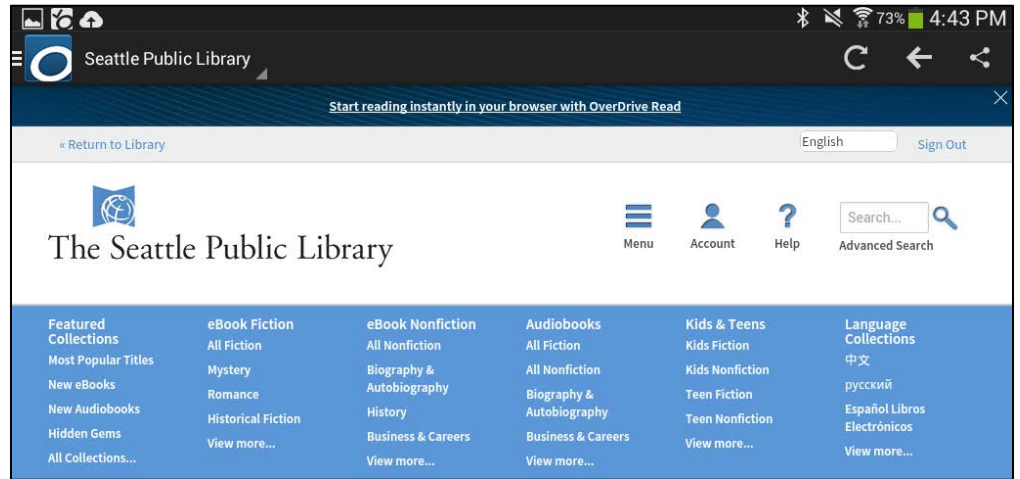 73% 4:43 PM
Seattle Public Library
Start reading instantly in your browser with OverDrive Read
« Return to Library
English
Sign Out
The Seattle Public Library
Menu
Account
Help
Search...
Advanced Search
Featured
Collections
Most Popular Titles
New eBooks
New Audiobooks
Hidden Gems
All Collections...
eBook Fiction
All Fiction
Mystery
Romance
Historical Fiction
View more...
eBook Nonfiction
All Nonfiction
Biography &
Autobiography
History
Business & Careers
View more...
Audiobooks
All Fiction
All Nonfiction
Biography &
Autobiography
Business & Careers
View more...
Kids & Teens
Kids Fiction
Kids Nonfiction
Teen Fiction
Teen Nonfiction
View more...
Language
Collections
中文
русский
Español Libros
Electrónicos
View more...